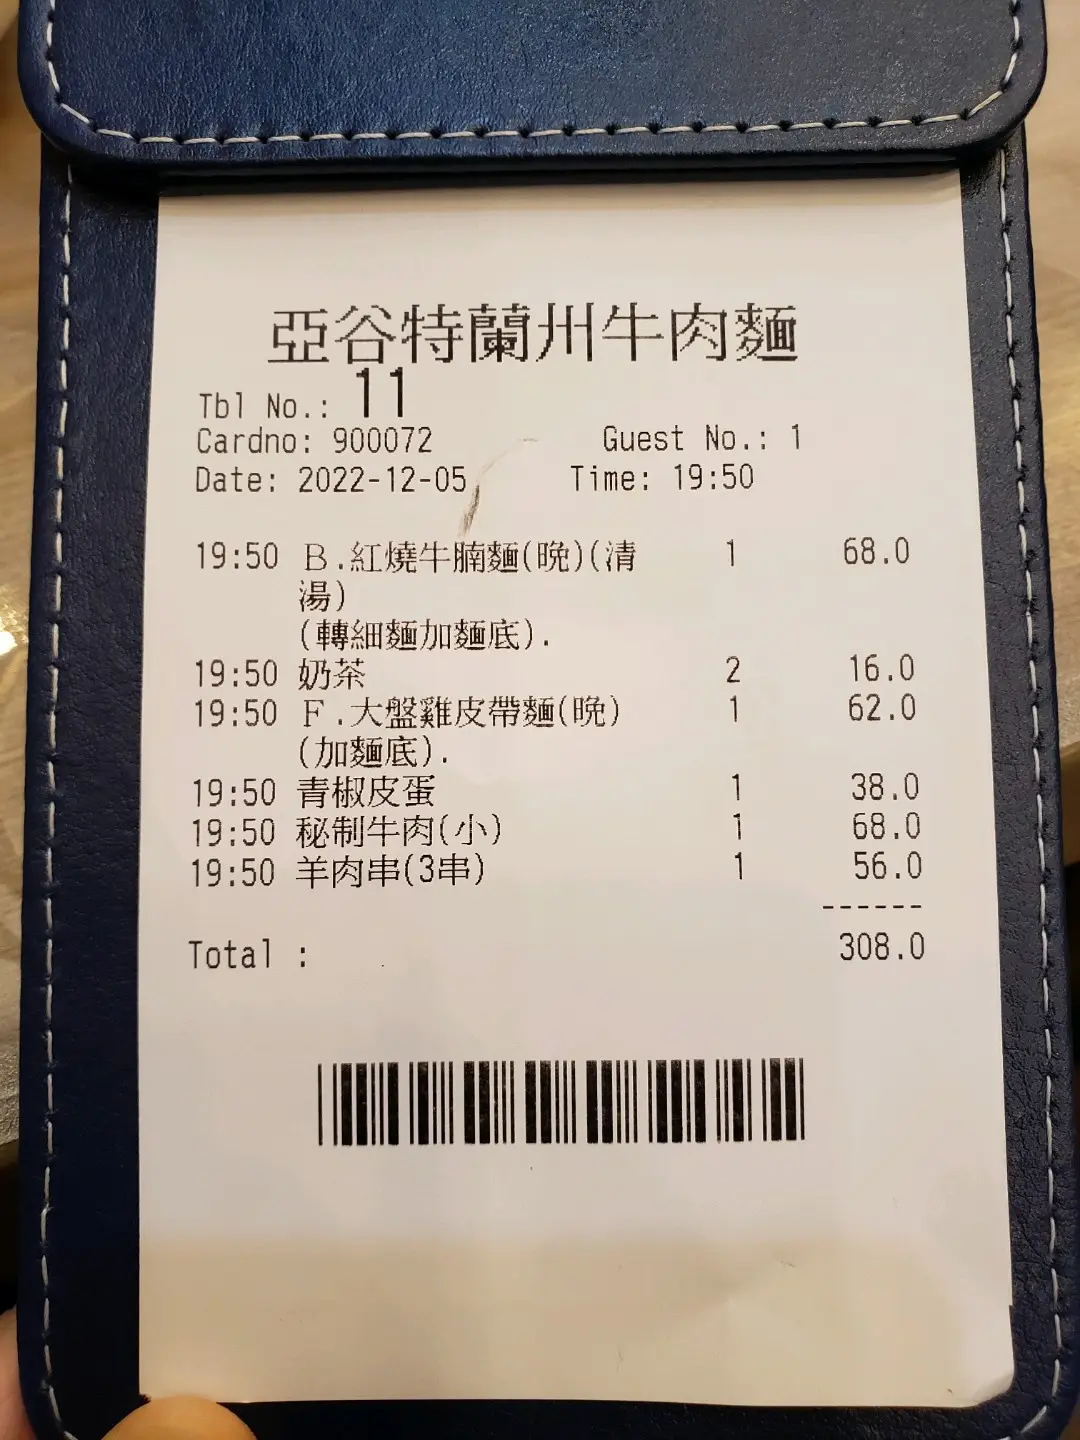 亞谷特蘭州牛肉麵
Tbl No.: 11
Cardno: 900072 Guest No.: 1
Date: 2022-12-05 Time: 19:50
19:50 B.紅燒牛腩麵(晚)(清 1 68.0
湯)
(轉細麵加麵底).
19:50 奶茶 2 16.0
19:50 F.大盤雞皮帶麵(晚) 1 62.0
(加麵底).
19:50 青椒皮蛋 1 38.0
19:50 秘制牛肉(小) 1 68.0
19:50 羊肉串(3串) 1 56.0
------
Total : 308.0